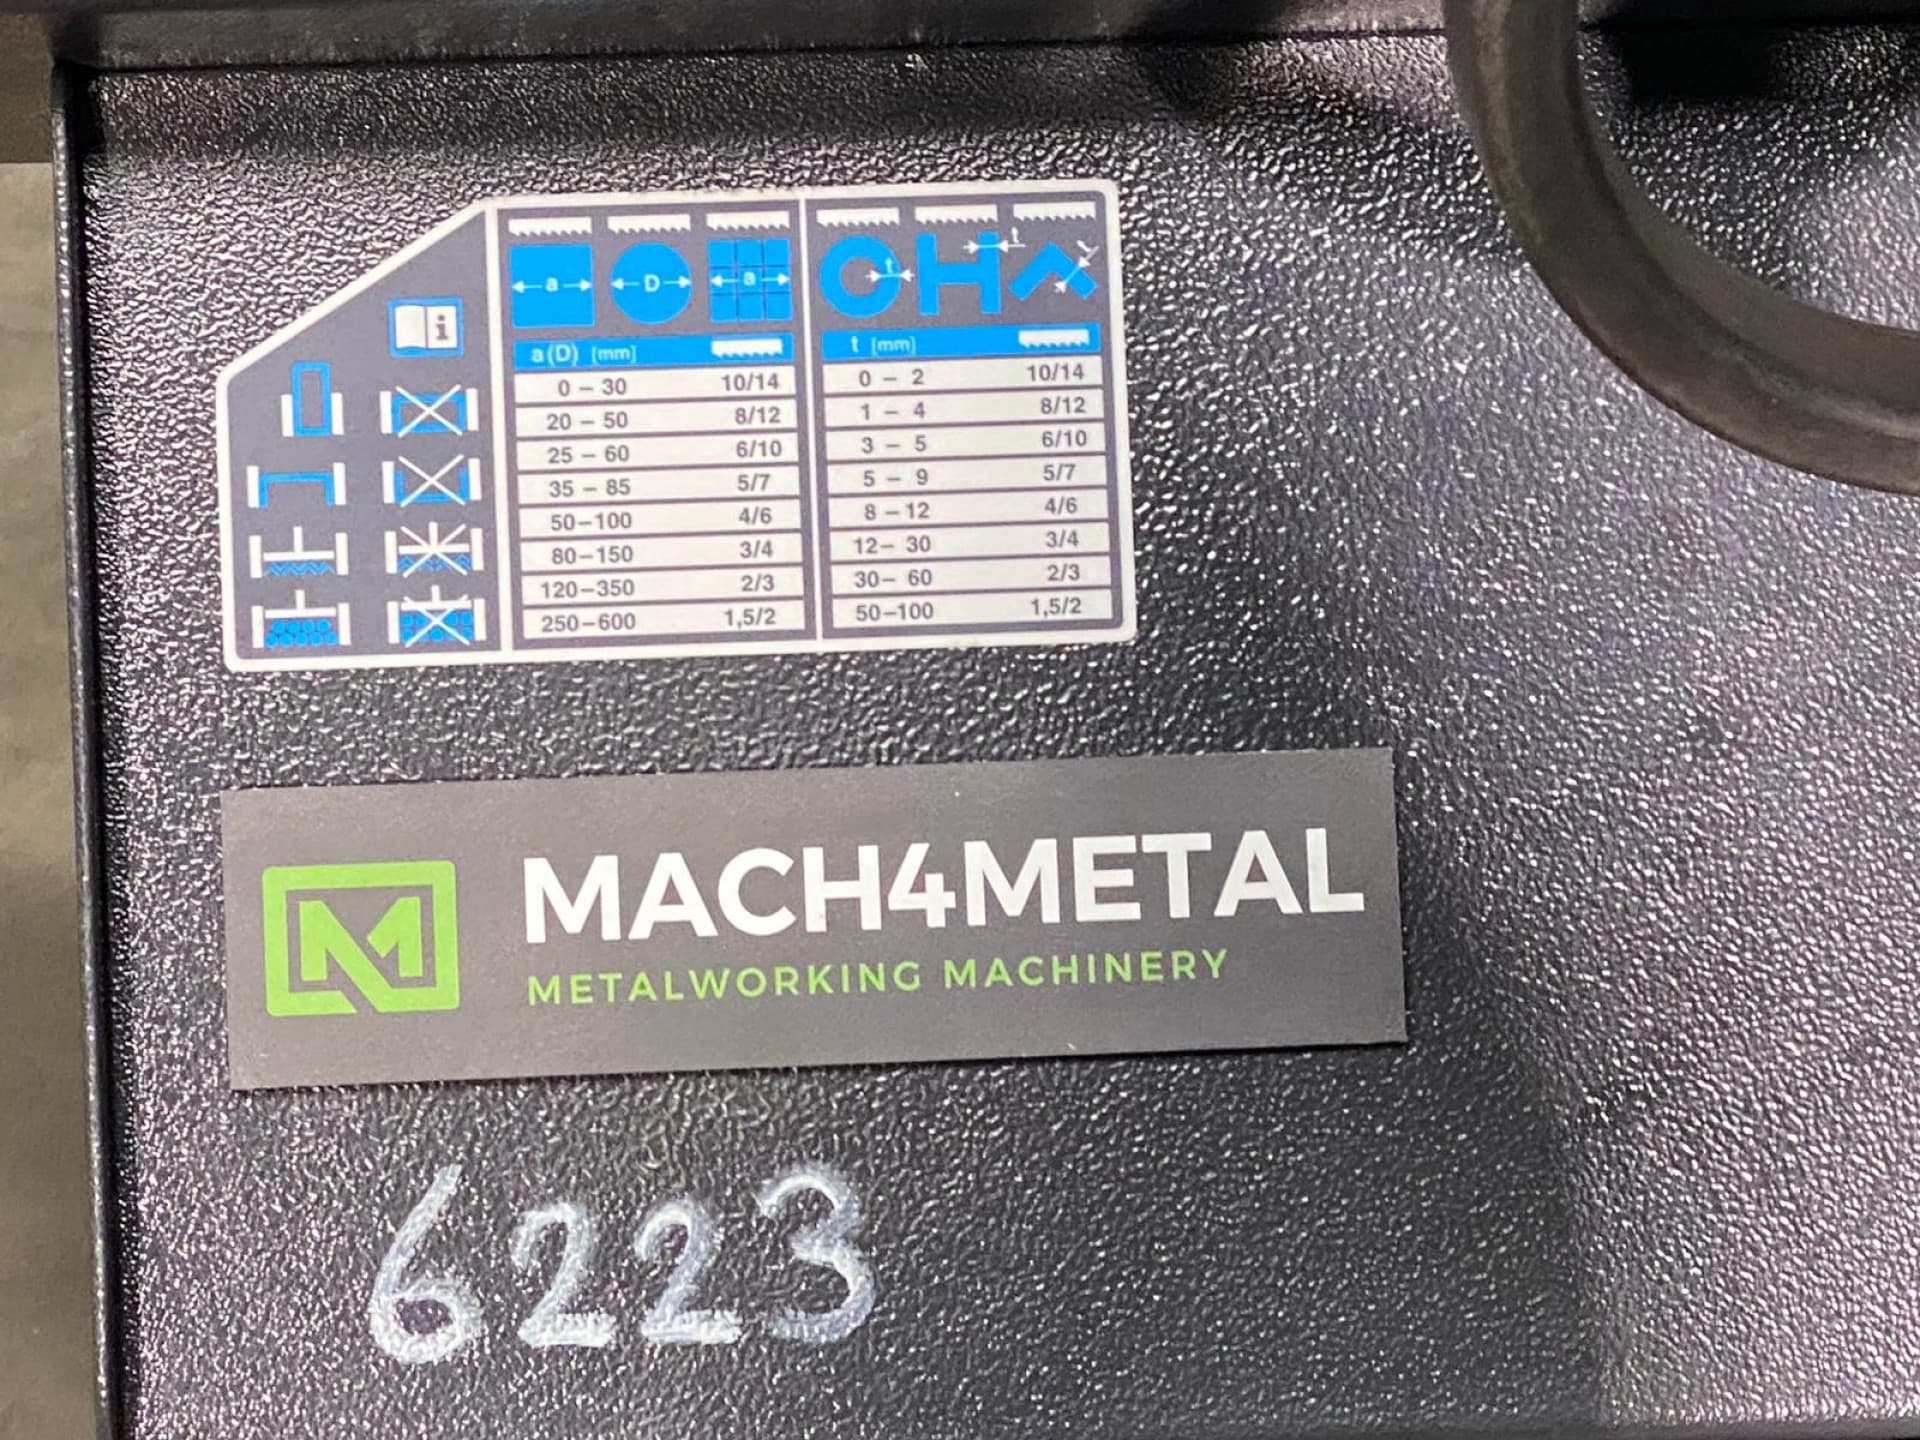 a D a
t t t
i
a (D) [mm]
0 – 30 10/14
20 – 50 8/12
25 – 60 6/10
35 – 85 5/7
50–100 4/6
80–150 3/4
120–350 2/3
250–600 1,5/2
t [mm]
0 – 2 10/14
1 – 4 8/12
3 – 5 6/10
5 – 9 5/7
8 – 12 4/6
12– 30 3/4
30– 60 2/3
50–100 1,5/2
MACH4METAL
METALWORKING MACHINERY
6223